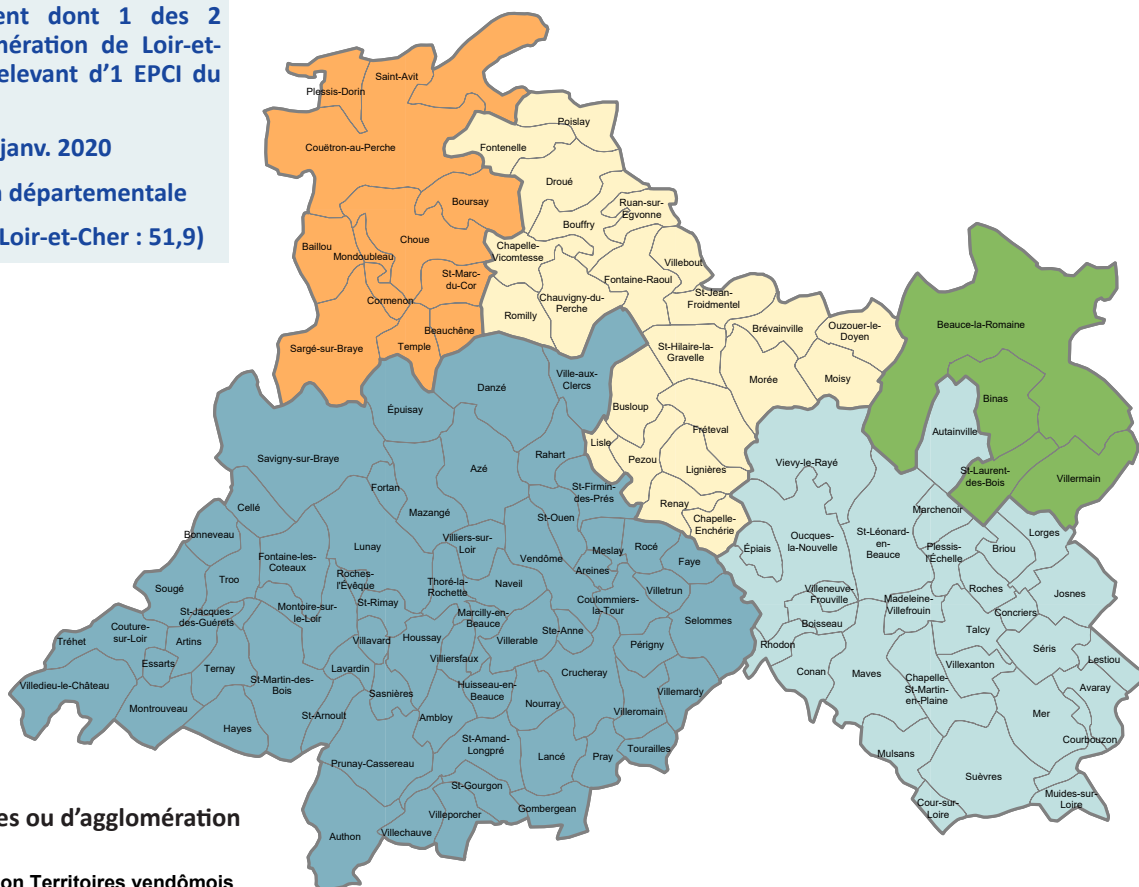 ent dont 1 des 2
mération de Loir-et-
elevant d'1 EPCI du
janv. 2020
départementale
Loir-et-Cher : 51,9)
Saint-Avit
Plessis-Dorin
Couëtron-au-Perche
Poislay
Fontenelle
Droué
Boursay
Ruan-sur-
Egvonne
Bouffry
Baillou
Choue
Mondoubleau
Chapelle-
Vicomtesse
Villebout
St-Marc-
du-Cor
Fontaine-Raoul
Cormenon
Chauvigny-du-
Perche
St-Jean-
Froidmentel
Romilly
Beauchêne
Brévainville
Ouzouer-le-
Doyen
Beauce-la-Romaine
Sargé-sur-Braye
Temple
St-Hilaire-la-
Gravelle
Morée
Moisy
Danzé
Ville-aux-
Clercs
Binas
Épuisay
Busloup
Autainville
Fréteval
Lisle
Savigny-sur-Braye
Azé
Rahart
Pezou
Lignières
Vievy-le-Rayé
St-Laurent-
des-Bois
Villermain
Fortan
St-Firmin-
des-Prés
Cellé
Mazangé
St-Ouen
Renay
Chapelle-
Enchérie
Marchenoir
Bonneveau
Lunay
Villiers-sur-
Loir
Vendôme
Meslay
Rocé
Faye
Épiais
Oucques-
la-Nouvelle
St-Léonard-
en-
Beauce
Plessis-
l'Échelle
Briou
Lorges
Fontaine-les-
Coteaux
Areines
Sougé
Troo
Roches-
l'Évêque
Thoré-la-
Rochette
Naveil
Villetrun
Villeneuve-
Frouville
Roches
Josnes
St-Jacques-
des-Guérets
Montoire-sur-
le-Loir
St-Rimay
Marcilly-en-
Beauce
Coulommiers-
la-Tour
Madeleine-
Villefrouin
Concriers
Couture-
sur-Loir
Selommes
Boisseau
Talcy
Tréhet
Artins
Villavard
Houssay
Villerable
Ste-Anne
Périgny
Rhodon
Séris
Essarts
Ternay
Lavardin
Villiersfaux
Crucheray
Conan
Maves
Villexanton
Lestiou
Villedieu-le-Château
St-Martin-des-
Bois
Sasnières
Huisseau-en-
Beauce
Villemardy
Chapelle-
St-Martin-
en-Plaine
Avaray
Montrouveau
St-Arnoult
Ambloy
Nourray
Villeromain
Mer
Hayes
St-Amand-
Longpré
Courbouzon
Prunay-Cassereau
Lancé
Pray
Tourailles
Mulsans
Suèvres
St-Gourgon
Muides-sur-
Loire
Villeporcher
Gombergean
Cour-sur-
Loire
es ou d'agglomération
Authon
Villechauve
on Territoires vendômois